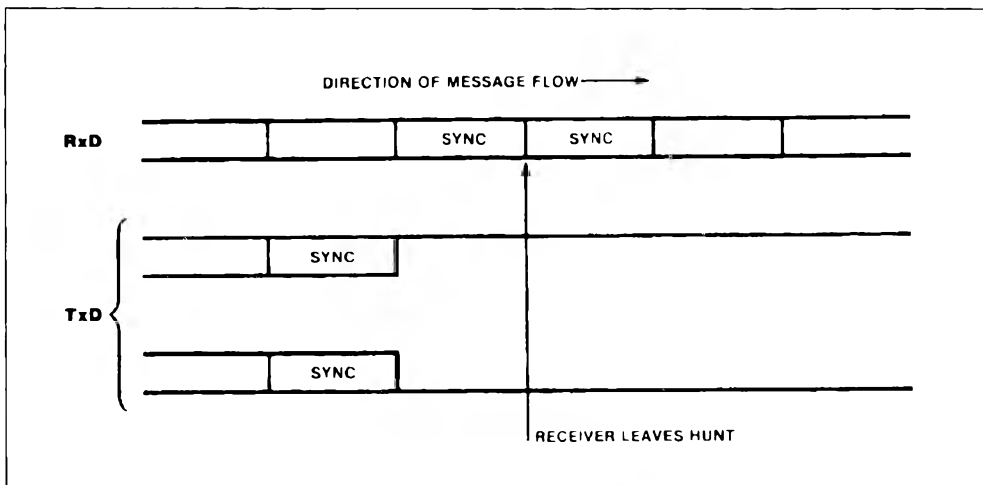 DIRECTION OF MESSAGE FLOW
RxD SYNC SYNC
SYNC
TxD
SYNC
RECEIVER LEAVES HUNT